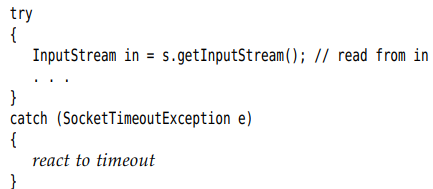 try
{
InputStream in = s.getInputStream(); // read from in
. . .
}
catch (SocketTimeoutException e)
{
react to timeout
}